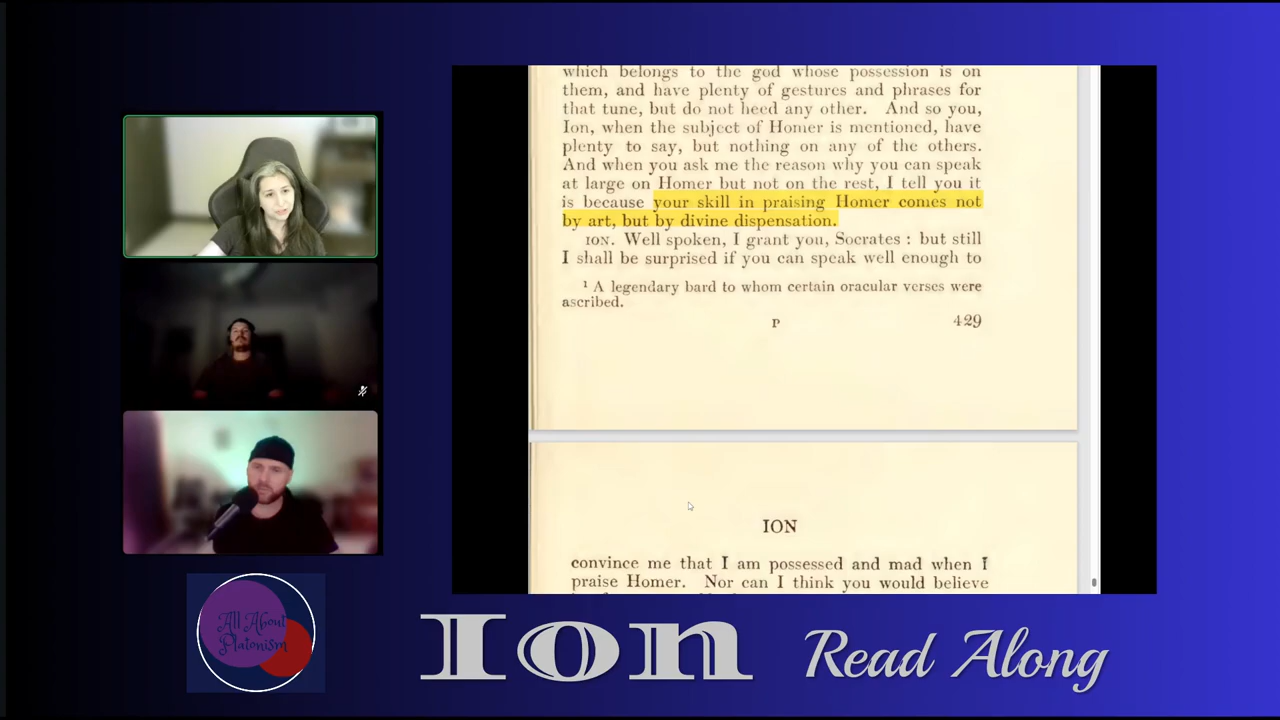 which belongs to the god whose possession is on
them, and have plenty of gestures and phrases for
that tune, but do not heed any other. And so you,
Ion, when the subject of Homer is mentioned, have
plenty to say, but nothing on any of the others.
And when you ask me the reason why you can speak
at large on Homer but not on the rest, I tell you it
is because your skill in praising Homer comes not
by art, but by divine dispensation.
ION. Well spoken, I grant you, Socrates : but still
I shall be surprised if you can speak well enough to
¹ A legendary bard to whom certain oracular verses were
ascribed.
P 429
ION
convince me that I am possessed and mad when I
praise Homer. Nor can I think you would believe
All About
Platonism
Ion Read Along